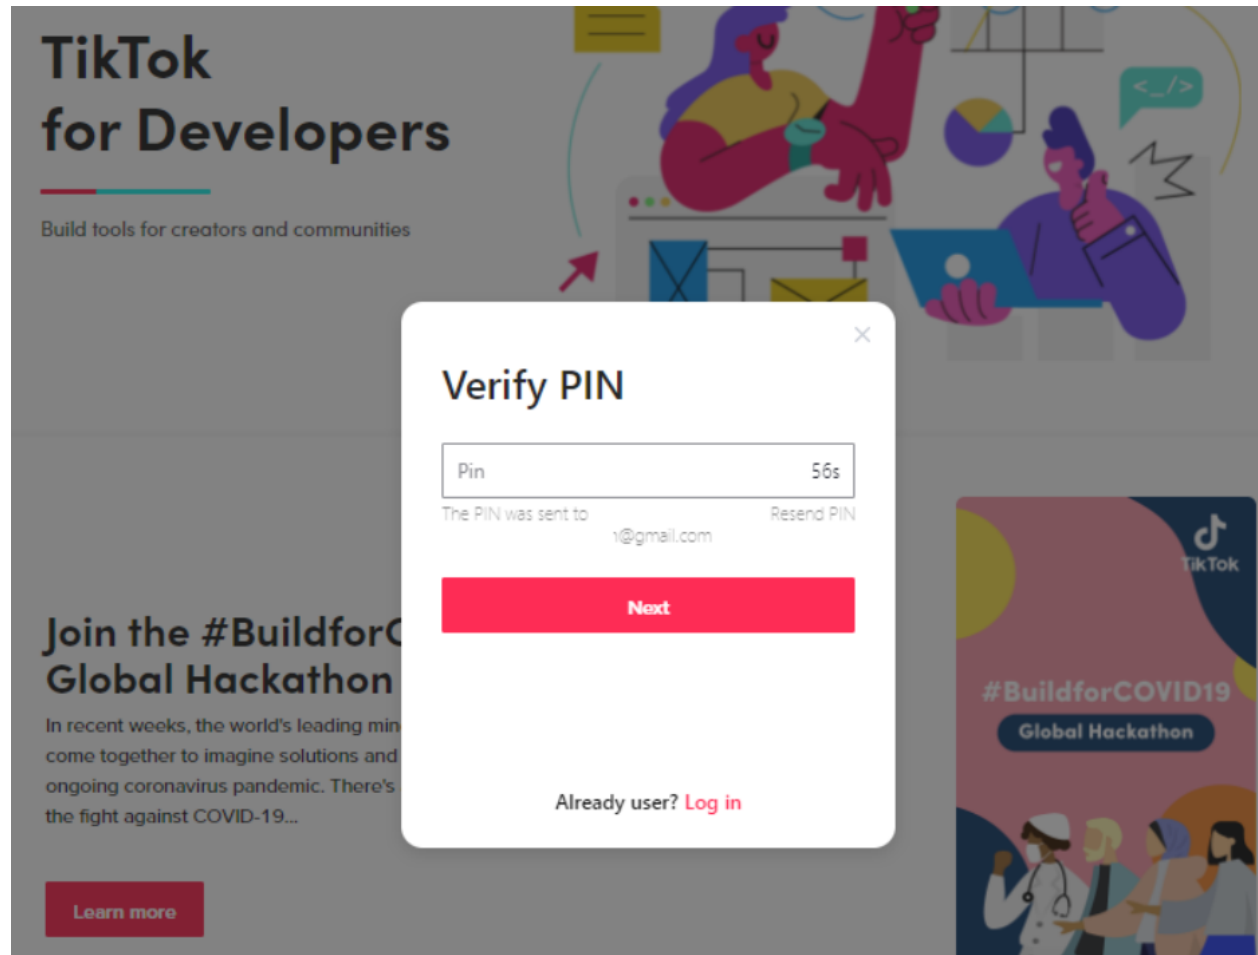 TikTok
for Developers
Build tools for creators and communities
<_/>
Verify PIN
Pin 56s
The PIN was sent to Resend PIN
@gmail.com
Next
Already user? Log in
Join the #Buildfor
Global Hackathon
In recent weeks, the world's leading min
come together to imagine solutions and
ongoing coronavirus pandemic. There's
the fight against COVID-19...
Learn more
TikTok
#BuildforCOVID19
Global Hackathon